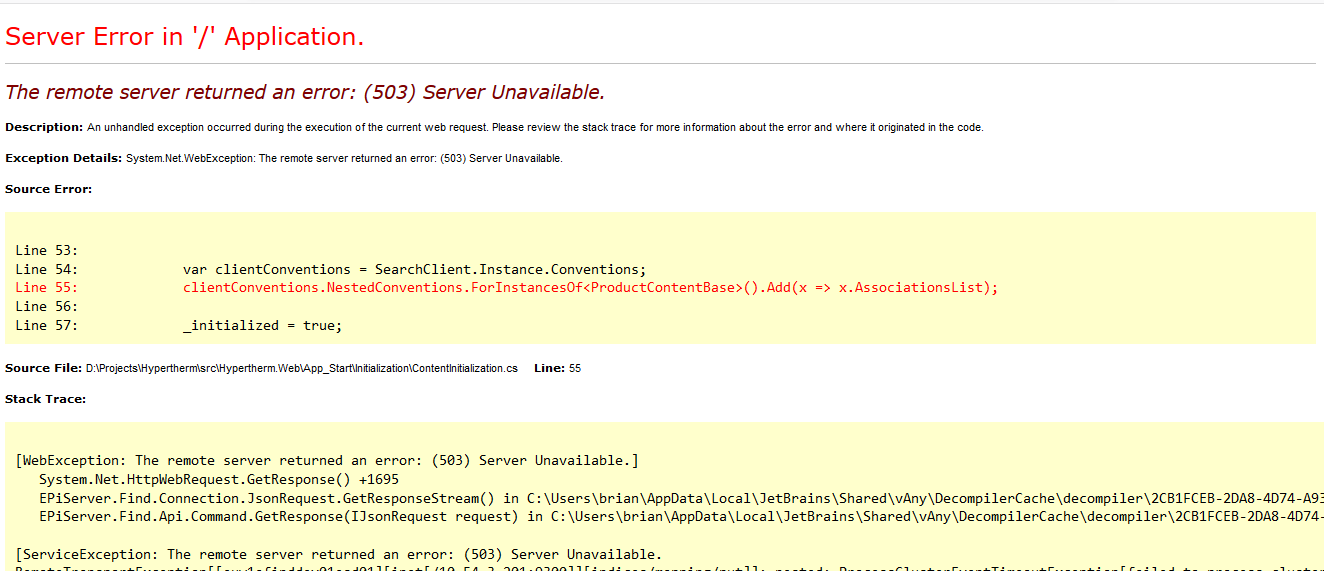 Server Error in '/' Application.
The remote server returned an error: (503) Server Unavailable.
Description: An unhandled exception occurred during the execution of the current web request. Please review the stack trace for more information about the error and where it originated in the code.
Exception Details: System.Net.WebException: The remote server returned an error: (503) Server Unavailable.
Source Error:
Line 53:
Line 54: var clientConventions = SearchClient.Instance.Conventions;
Line 55: clientConventions.NestedConventions.ForInstancesOf<ProductContentBase>().Add(x => x.AssociationsList);
Line 56:
Line 57: _initialized = true;
Source File: D:\Projects\Hypertherm\src\Hypertherm.Web\App_Start\Initialization\ContentInitialization.cs Line: 55
Stack Trace:
[WebException: The remote server returned an error: (503) Server Unavailable.]
System.Net.HttpWebRequest.GetResponse() +1695
EPiServer.Find.Connection.JsonRequest.GetResponseStream() in C:\Users\brian\AppData\Local\JetBrains\Shared\vAny\DecompilerCache\decompiler\2CB1FCEB-2DA8-4D74-A93
EPiServer.Find.Api.Command.GetResponse(IJsonRequest request) in C:\Users\brian\AppData\Local\JetBrains\Shared\vAny\DecompilerCache\decompiler\2CB1FCEB-2DA8-4D74-
[ServiceException: The remote server returned an error: (503) Server Unavailable.